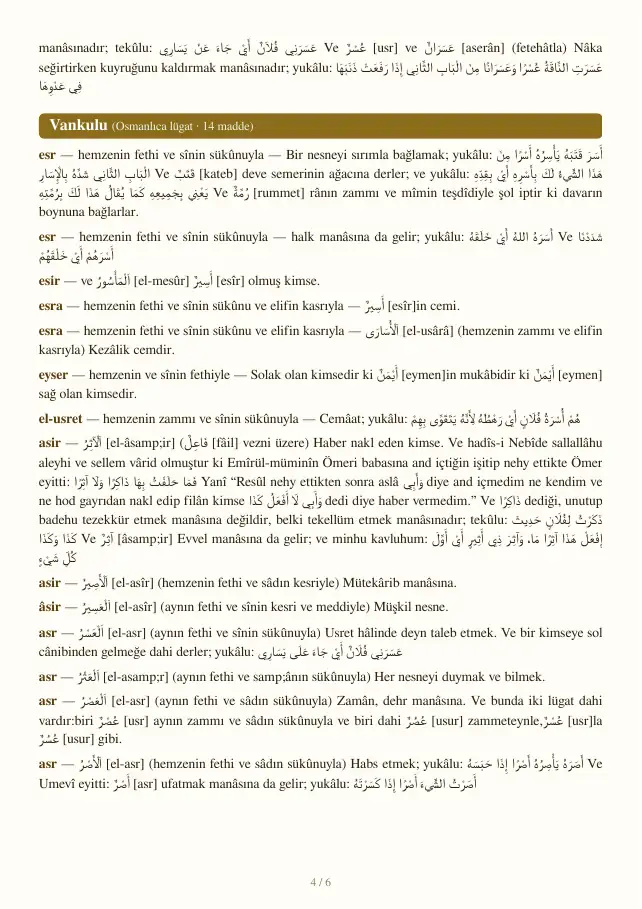 manâsınadır; tekûlu: عَسَرَنِي فُلاَنٌ أَيْ جَاءَ عَنْ يَسَارِي Ve عُسْرٌ [usr] ve عَسَرَانٌ [aserân] (fetehâtla) Nâka
seğirtirken kuyruğunu kaldırmak manâsınadır; yukâlu: عَسَرَتِ النَّاقَةُ عُسْرًا وَعَسَرَانًا مِنَ الْبَابِ الثَّانِي إِذَا رَفَعَتْ ذَنَبَهَا
فِي عَدْوِهَا
Vankulu (Osmanlıca lügat · 14 madde)
esr — hemzenin fethi ve sînin sükûnuyla — Bir nesneyi sırımla bağlamak; yukâlu: أَسَرَ قَتَبَهُ يَأْسِرُهُ أَسْرًا مِنَ
الْبَابِ الثَّانِي شَدَّهُ بِالْإِسَارِ Ve قَتَبٌ [kateb] deve semerinin ağacına derler; ve yukâlu: هَذَا الشَّيْءُ لَكَ بِأَسْرِهِ أَيْ بِقِدِّهِ
يَعْنِي بِجَمِيعِهِ كَمَا يُقَالُ هَذَا لَكَ بِرُمَّتِهِ Ve رُمَّةٌ [rummet] rânın zammı ve mîmin teşdîdiyle şol iptir ki davarın
boynuna bağlarlar.
esr — hemzenin fethi ve sînin sükûnuyla — halk manâsına da gelir; yukâlu: أَسَرَهُ اللهُ أَيْ خَلَقَهُ Ve شَدَدْنَا
أَسْرَهُمْ أَيْ خَلْقَهُمْ
esir — ve اَلْمَأْسُورُ [el-mesûr] أَسِيرٌ [esîr] olmuş kimse.
esra — hemzenin fethi ve sînin sükûnu ve elifin kasrıyla — أَسِيرٌ [esîr]in cemi.
esra — hemzenin fethi ve sînin sükûnu ve elifin kasrıyla — اَلْأُسَارَى [el-usârâ] (hemzenin zammı ve elifin
kasrıyla) Kezâlik cemdir.
eyser — hemzenin ve sînin fethiyle — Solak olan kimsedir ki أَيْمَنٌ [eymen]in mukâbidir ki أَيْمَنٌ [eymen]
sağ olan kimsedir.
el-usret — hemzenin zammı ve sînin sükûnuyla — Cemâat; yukâlu: هُمْ أُسْرَةُ فُلاَنٍ أَيْ رَهْطُهُ لِأَنَّهُ يَتَقَوَّى بِهِمْ
asir — اَلْآثِرُ [el-âsamp;ir] (فَاعِلٌ [fâil] vezni üzere) Haber nakl eden kimse. Ve hadîs-i Nebîde sallallâhu
aleyhi ve sellem vârid olmuştur ki Emîrül-müminîn Ömeri babasına and içtiğin işitip nehy ettikte Ömer
eyitti: فَمَا حَلَفْتُ بِهَا ذَاكِرًا وَلَا آثِرًا Yanî “Resûl nehy ettikten sonra aslâ وَأَبِي diye and içmedim ne kendim ve
ne hod gayrıdan nakl edip filân kimse وَأَبِي لَا أَفْعَلُ كَذَا dedi diye haber vermedim.” Ve ذَاكِرًا dediği, unutup
badehu tezekkür etmek manâsına değildir, belki tekellüm etmek manâsınadır; tekûlu: ذَكَرْتُ لِفُلاَنٍ حَدِيثَ
كَذَا وَكَذَا Ve آثِرٌ [âsamp;ir] Evvel manâsına da gelir; ve minhu kavluhum: إِفْعَلْ هَذَا آثِرًا مَا، وَآثِرَ ذِي أَثِيرٍ أَيْ أَوَّلَ
كُلِّ شَيْءٍ
asir — اَلْأَصِيرُ [el-asîr] (hemzenin fethi ve sâdın kesriyle) Mütekârib manâsına.
âsir — اَلْعَسِيرُ [el-asîr] (aynın fethi ve sînin kesri ve meddiyle) Müşkil nesne.
asr — اَلْعَسْرُ [el-asr] (aynın fethi ve sînin sükûnuyla) Usret hâlinde deyn taleb etmek. Ve bir kimseye sol
cânibinden gelmeğe dahi derler; yukâlu: عَسَرَنِي فُلَانٌ أَيْ جَاءَ عَلَى يَسَارِي
asr — اَلْعَثْرُ [el-asamp;r] (aynın fethi ve samp;ânın sükûnuyla) Her nesneyi duymak ve bilmek.
asr — اَلْعَصْرُ [el-asr] (aynın fethi ve sâdın sükûnuyla) Zamân, dehr manâsına. Ve bunda iki lügat dahi
vardır:biri عُصْرٌ [usr] aynın zammı ve sâdın sükûnuyla ve biri dahi عُصُرٌ [usur] zammeteynle,عُسْرٌ [usr]la
عُسُرٌ [usur] gibi.
asr — اَلْأَصْرُ [el-asr] (hemzenin fethi ve sâdın sükûnuyla) Habs etmek; yukâlu: أَصَرَهُ يَأْصِرُهُ أَصْرًا إِذَا حَبَسَهُ Ve
Umevî eyitti: أَصْرٌ [asr] ufatmak manâsına da gelir; yukâlu: أَصَرْتُ الشَّيءَ أَصْرًا إِذَا كَسَرْتَهُ
4 / 6